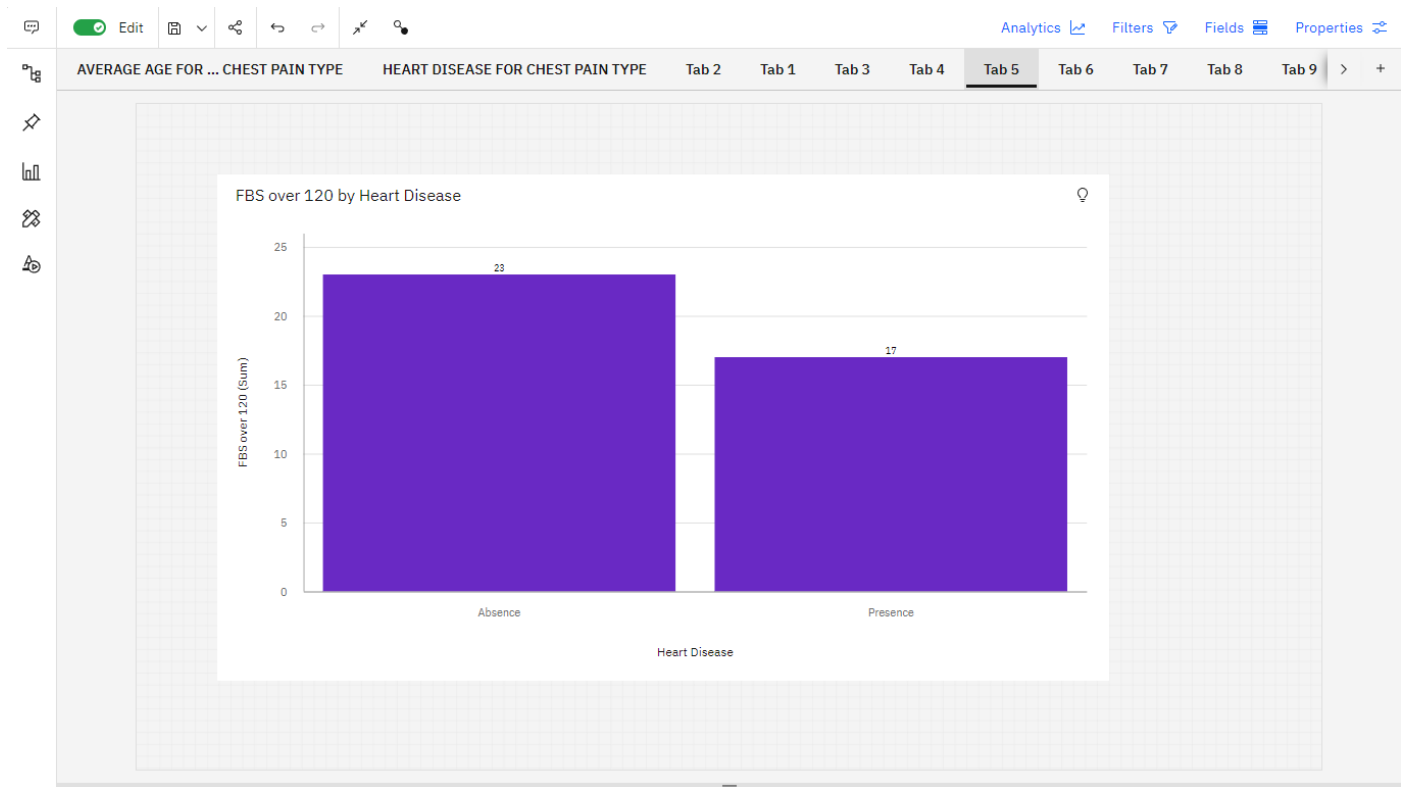 Edit
Analytics Filters Fields Properties
AVERAGE AGE FOR ... CHEST PAIN TYPE HEART DISEASE FOR CHEST PAIN TYPE Tab 2 Tab 1 Tab 3 Tab 4 Tab 5 Tab 6 Tab 7 Tab 8 Tab 9
FBS over 120 by Heart Disease
FBS over 120 (Sum)
25
20
15
10
5
0
23
17
Absence Presence
Heart Disease